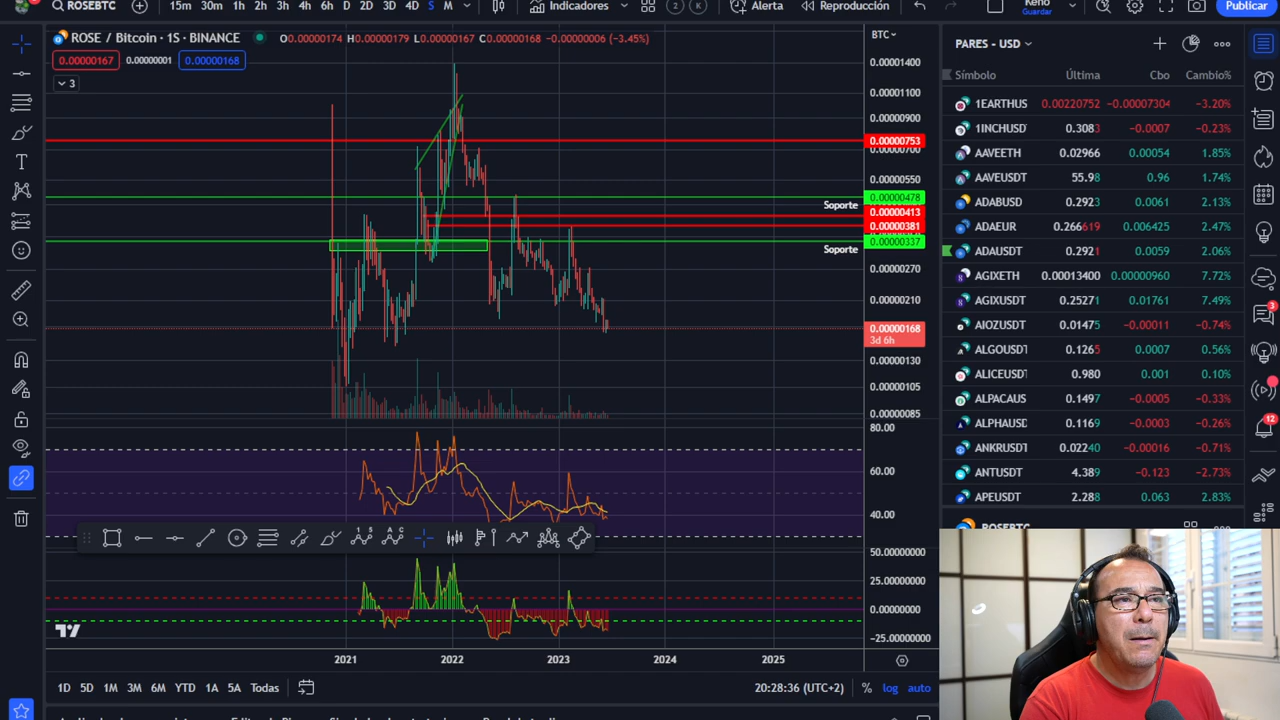 ROSEBTC 15m 30m 1h 2h 3h 4h 6h D 2D 3D 4D S M Indicadores Alerta Reproducción Keno Guardar Publicar
ROSE / Bitcoin · 1S · BINANCE O0.00000174 H0.00000179 L0.00000167 C0.00000168 −0.00000006 (−3.45%)
0.00000167 0.00000001 0.00000168
3
BTC
0.00001400
0.00001100
0.00000900
0.00000753
0.00000700
0.00000550
0.00000478
Soporte
0.00000413
0.00000381
0.00000337
Soporte
0.00000270
0.00000210
0.00000168
3d 6h
0.00000130
0.00000105
0.00000085
80.00
60.00
40.00
50.00000000
25.00000000
0.00000000
−25.00000000
2021 2022 2023 2024 2025
1D 5D 1M 3M 6M YTD 1A 5A Todas 20:28:36 (UTC+2) % log auto
PARES - USD
Símbolo Última Cbo Cambio%
1EARTHUS 0.00220752 −0.00007304 −3.20%
1INCHUSD 0.3083 −0.0007 −0.23%
AAVEETH 0.02966 0.00054 1.85%
AAVEUSDT 55.98 0.96 1.74%
ADABUSD 0.2923 0.0061 2.13%
ADAEUR 0.266619 0.006425 2.47%
ADAUSDT 0.2921 0.0059 2.06%
AGIXETH 0.00013400 0.00000960 7.72%
AGIXUSDT 0.25271 0.01761 7.49%
AIOZUSDT 0.01475 −0.00011 −0.74%
ALGOUSDT 0.1265 0.0007 0.56%
ALICEUSDT 0.980 0.001 0.10%
ALPACAUS 0.1497 −0.0005 −0.33%
ALPHAUSD 0.1169 −0.0003 −0.26%
ANKRUSDT 0.02240 −0.00016 −0.71%
ANTUSDT 4.389 −0.123 −2.73%
APEUSDT 2.288 0.063 2.83%
ROSEBTC
3
12